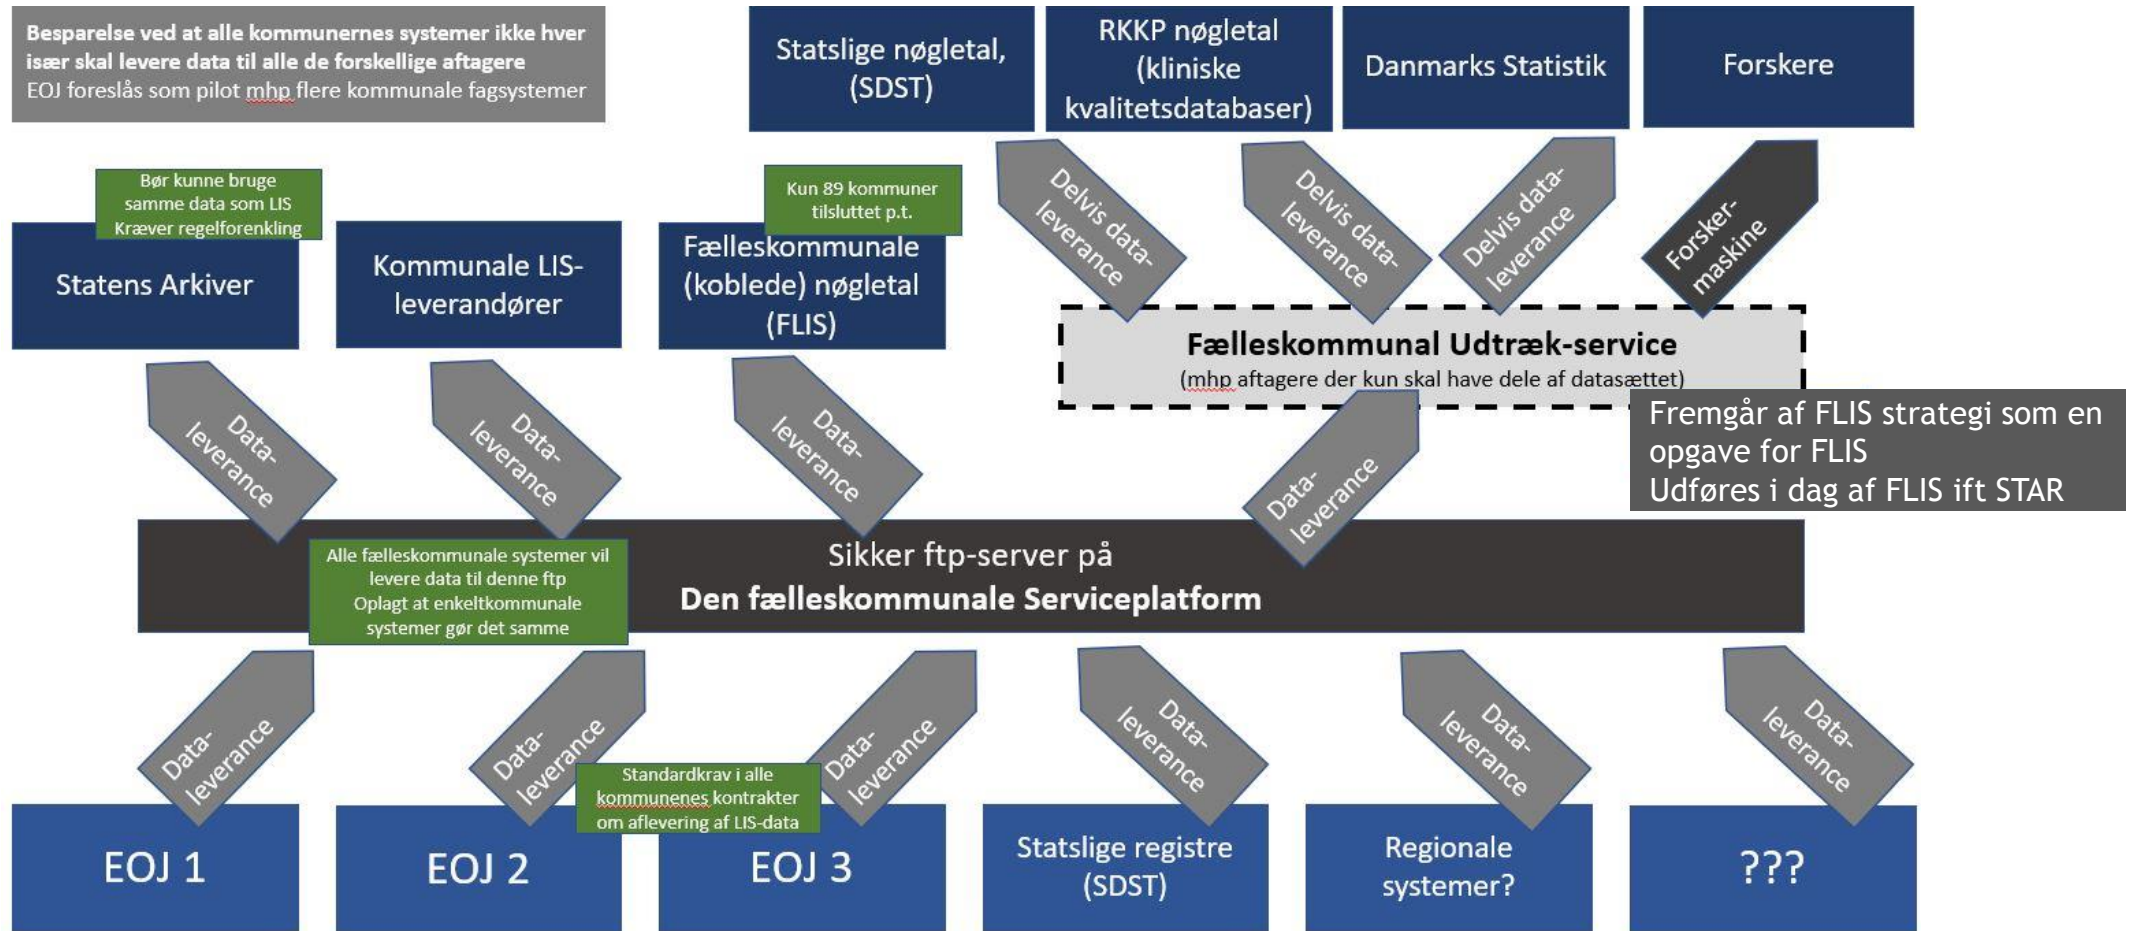 Besparelse ved at alle kommunernes systemer ikke hver
især skal levere data til alle de forskellige aftagere
EOJ foreslås som pilot mhp flere kommunale fagsystemer
Statslige nøgletal,
(SDST)
RKKP nøgletal
(kliniske
kvalitetsdatabaser)
Danmarks Statistik
Forskere
Bør kunne bruge
samme data som LIS
Kræver regelforenkling
Statens Arkiver
Kommunale LIS-
leverandører
Kun 89 kommuner
tilsluttet p.t.
Fælleskommunale
(koblede) nøgletal
(FLIS)
Delvis data-
leverance
Delvis data-
leverance
Delvis data-
leverance
Forsker-
maskine
Fælleskommunal Udtræk-service
(mhp aftagere der kun skal have dele af datasættet)
Fremgår af FLIS strategi som en
opgave for FLIS
Udføres i dag af FLIS ift STAR
Data-
leverance
Data-
leverance
Data-
leverance
Data-
leverance
Alle fælleskommunale systemer vil
levere data til denne ftp
Oplagt at enkeltkommunale
systemer gør det samme
Sikker ftp-server på
Den fælleskommunale Serviceplatform
Data-
leverance
Data-
leverance
Data-
leverance
Data-
leverance
Data-
leverance
Data-
leverance
Standardkrav i alle
kommunenes kontrakter
om aflevering af LIS-data
EOJ 1
EOJ 2
EOJ 3
Statslige registre
(SDST)
Regionale
systemer?
???